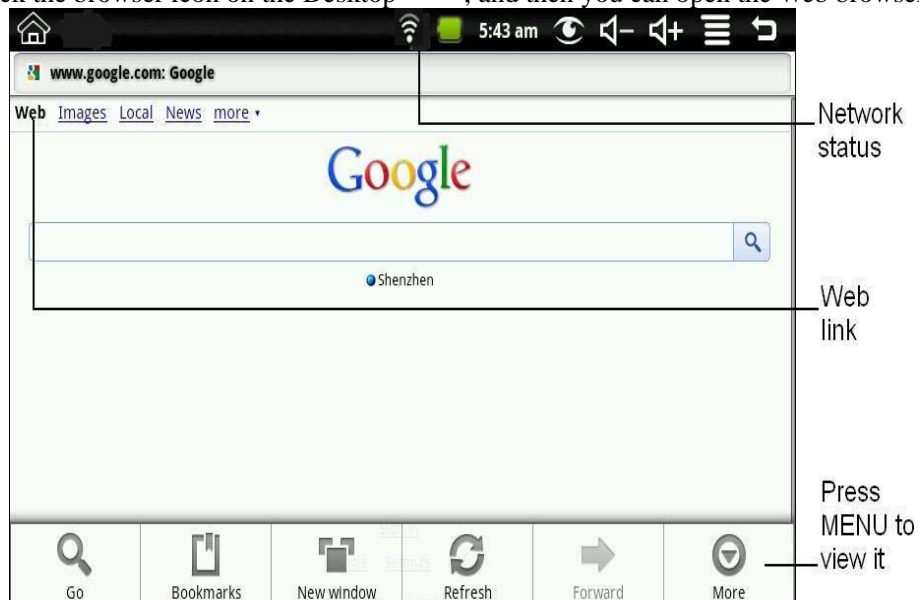 ck the browser icon on the Desktop , and then you can open the Web browser
5:43 am
www.google.com: Google
Web Images Local News more
Network
status
Google
Shenzhen
Web
link
Press
MENU to
view it
Go Bookmarks New window Refresh Forward More